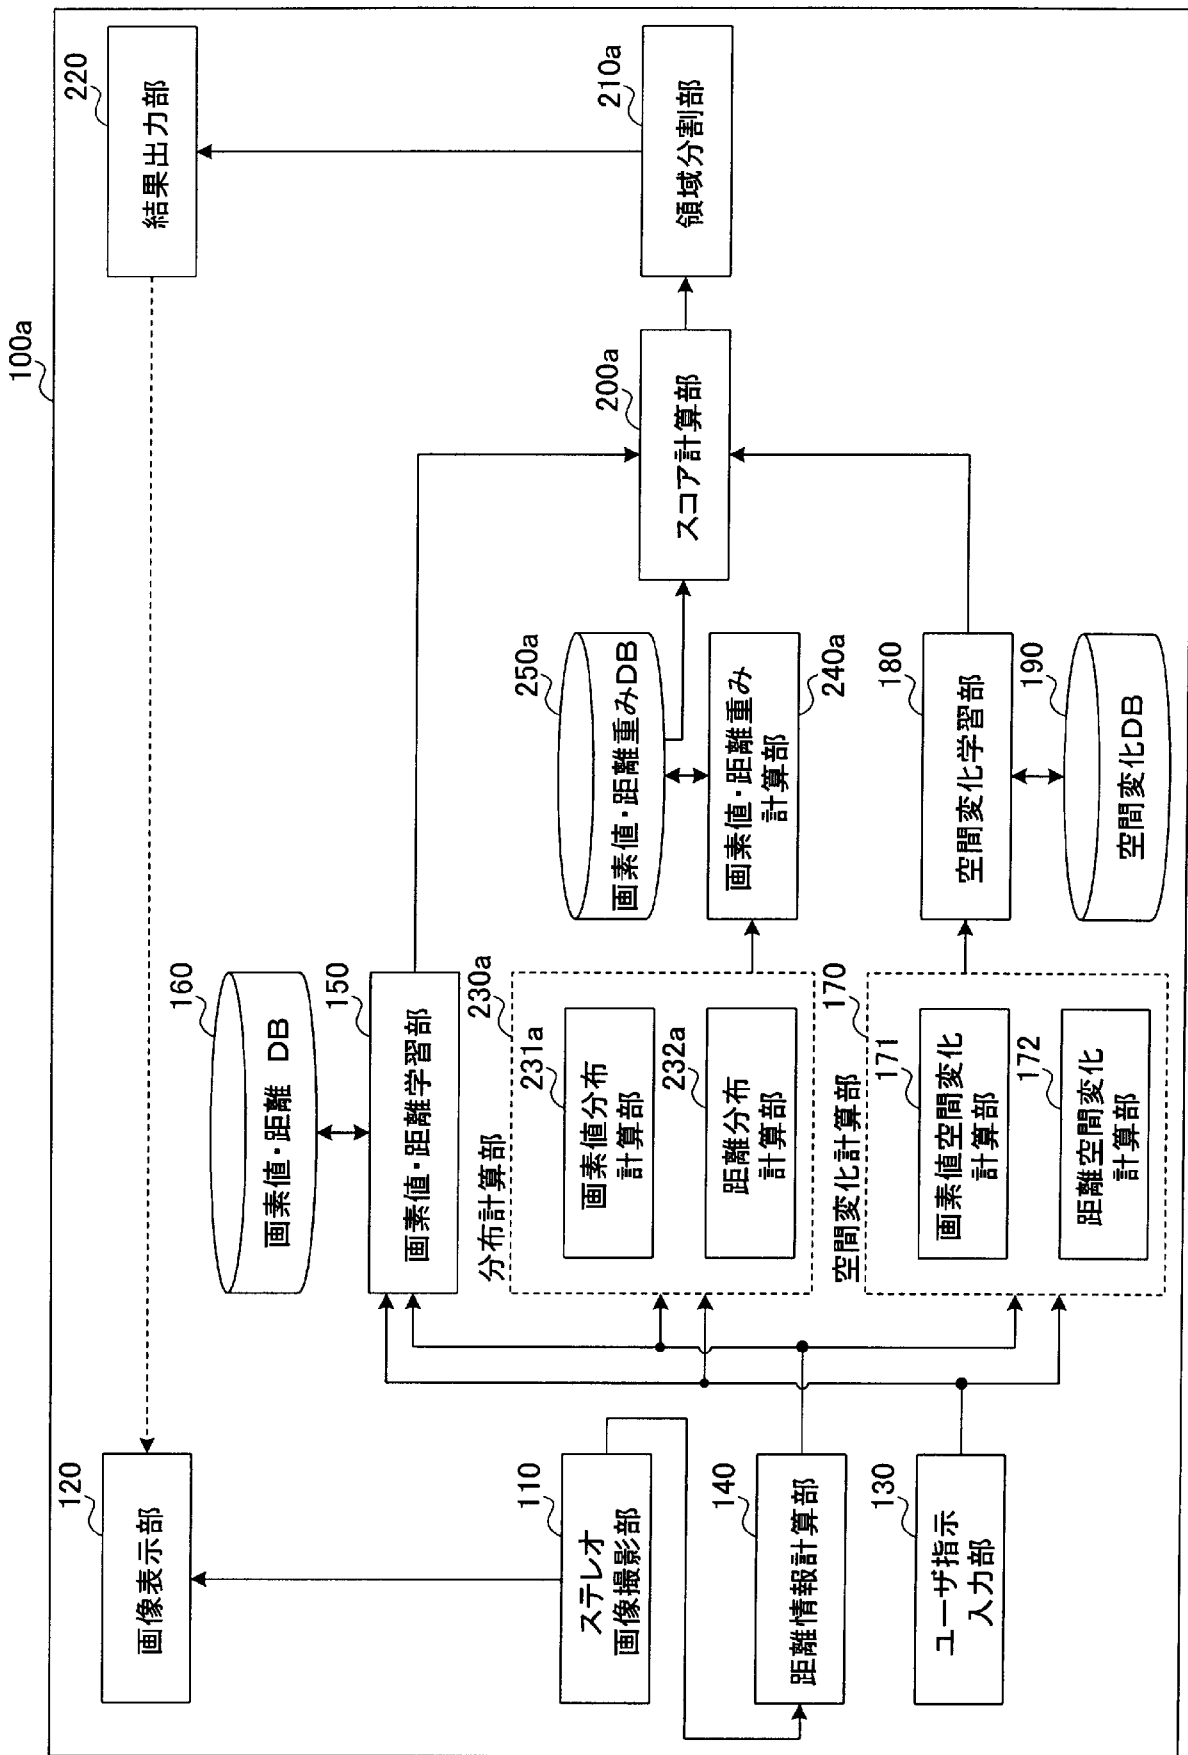 100a
120
画像表示部
220
結果出力部
110
ステレオ
画像撮影部
140
距離情報計算部
130
ユーザ指示
入力部
160
画素値・距離 DB
150
画素値・距離学習部
230a
分布計算部
231a
画素値分布
計算部
232a
距離分布
計算部
170
空間変化計算部
171
画素値空間変化
計算部
172
距離空間変化
計算部
250a
画素値・距離重みDB
240a
画素値・距離重み
計算部
180
空間変化学習部
190
空間変化DB
200a
スコア計算部
210a
領域分割部